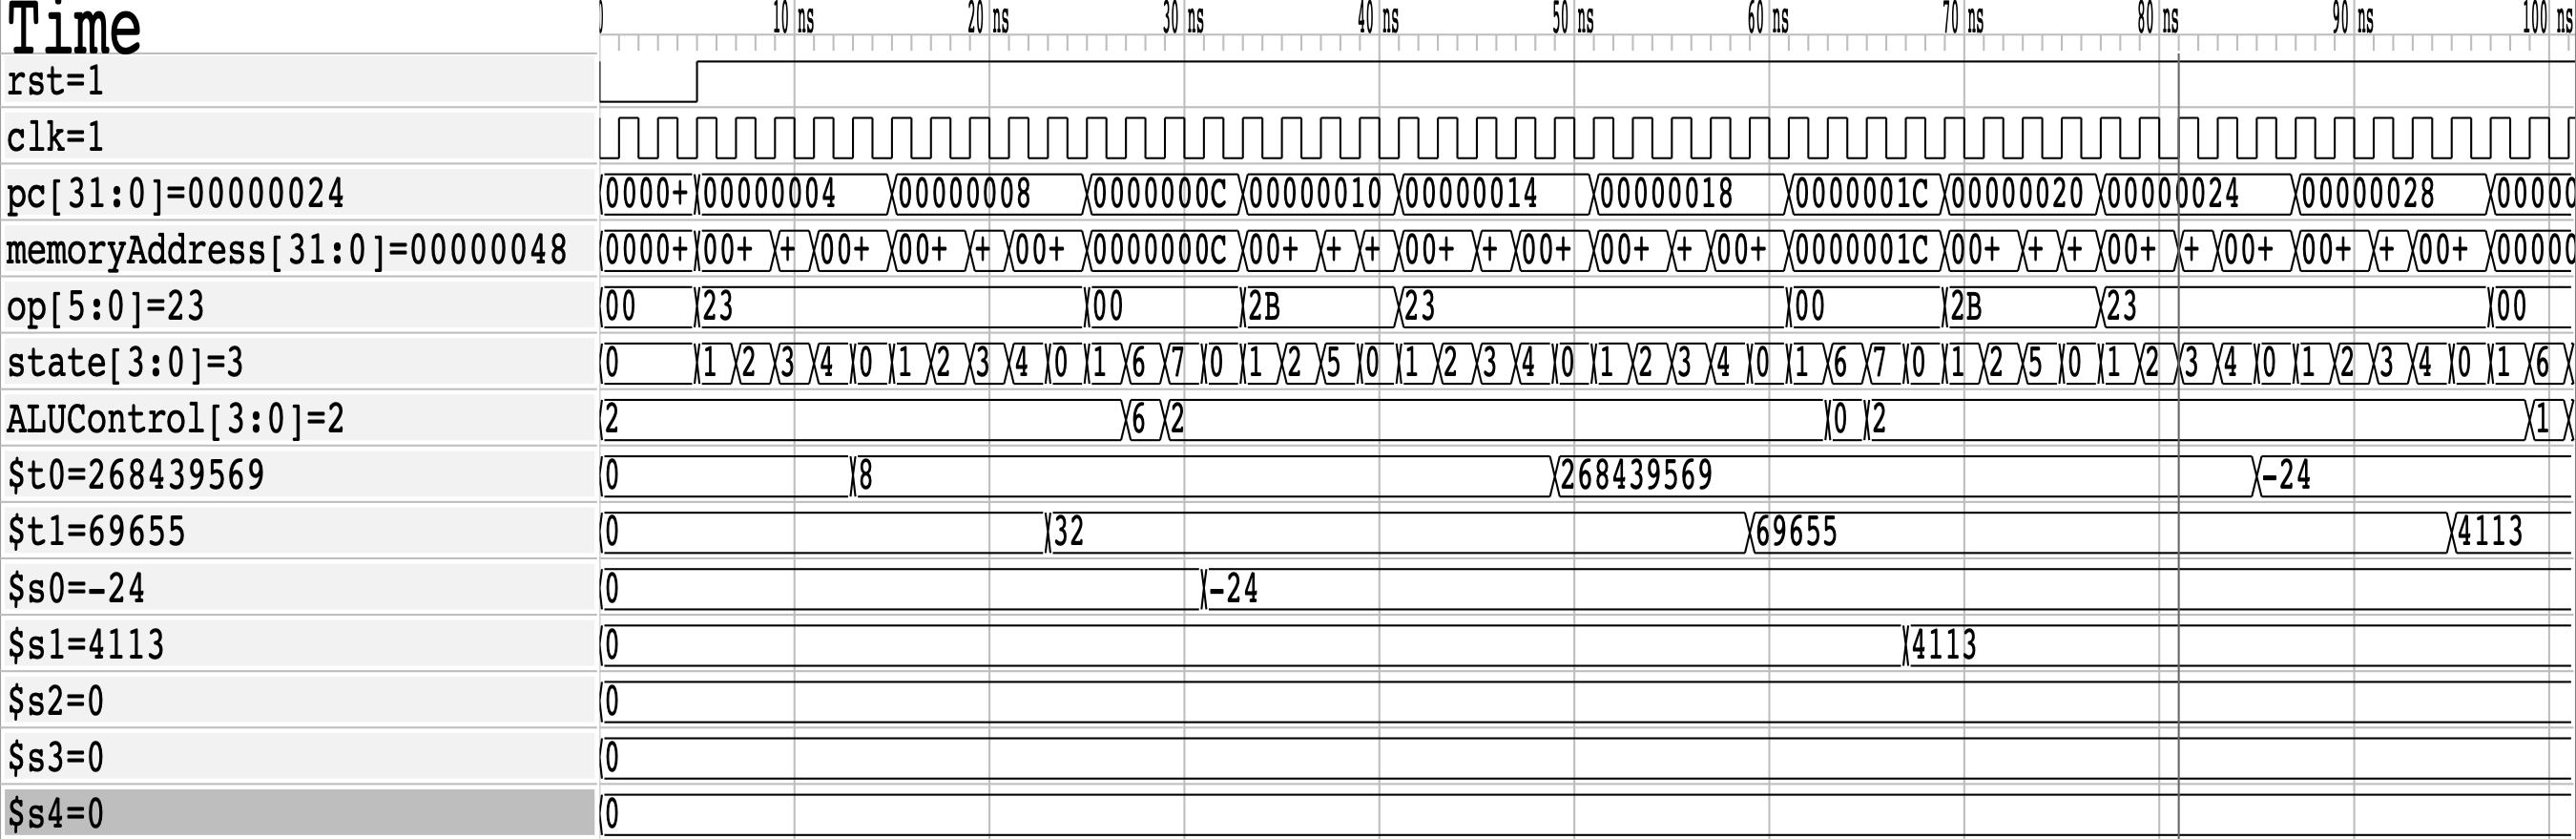 Time
0 10 ns 20 ns 30 ns 40 ns 50 ns 60 ns 70 ns 80 ns 90 ns 100 ns
rst=1
clk=1
pc[31:0]=00000024 0000+ 00000004 00000008 0000000C 00000010 00000014 00000018 0000001C 00000020 00000024 00000028 00000
memoryAddress[31:0]=00000048 0000+ 00+ + 00+ 00+ + 00+ 0000000C 00+ + + 00+ + 00+ 00+ + 00+ 0000001C 00+ + + 00+ + 00+ 00+ + 00+ 00000
op[5:0]=23 00 23 00 2B 23 00 2B 23 00
state[3:0]=3 0 1 2 3 4 0 1 2 3 4 0 1 6 7 0 1 2 5 0 1 2 3 4 0 1 2 3 4 0 1 6 7 0 1 2 5 0 1 2 3 4 0 1 2 3 4 0 1 6
ALUControl[3:0]=2 2 6 2 0 2 1
$t0=268439569 0 8 268439569 -24
$t1=69655 0 32 69655 4113
$s0=-24 0 -24
$s1=4113 0 4113
$s2=0 0
$s3=0 0
$s4=0 0